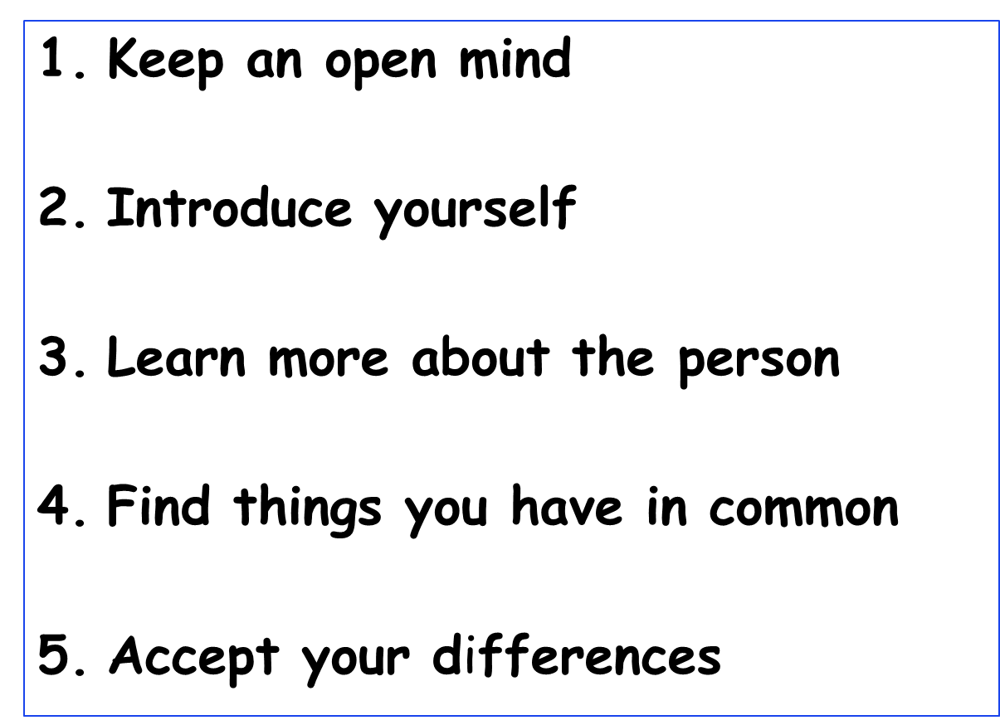 1. Keep an open mind
2. Introduce yourself
3. Learn more about the person
4. Find things you have in common
5. Accept your differences